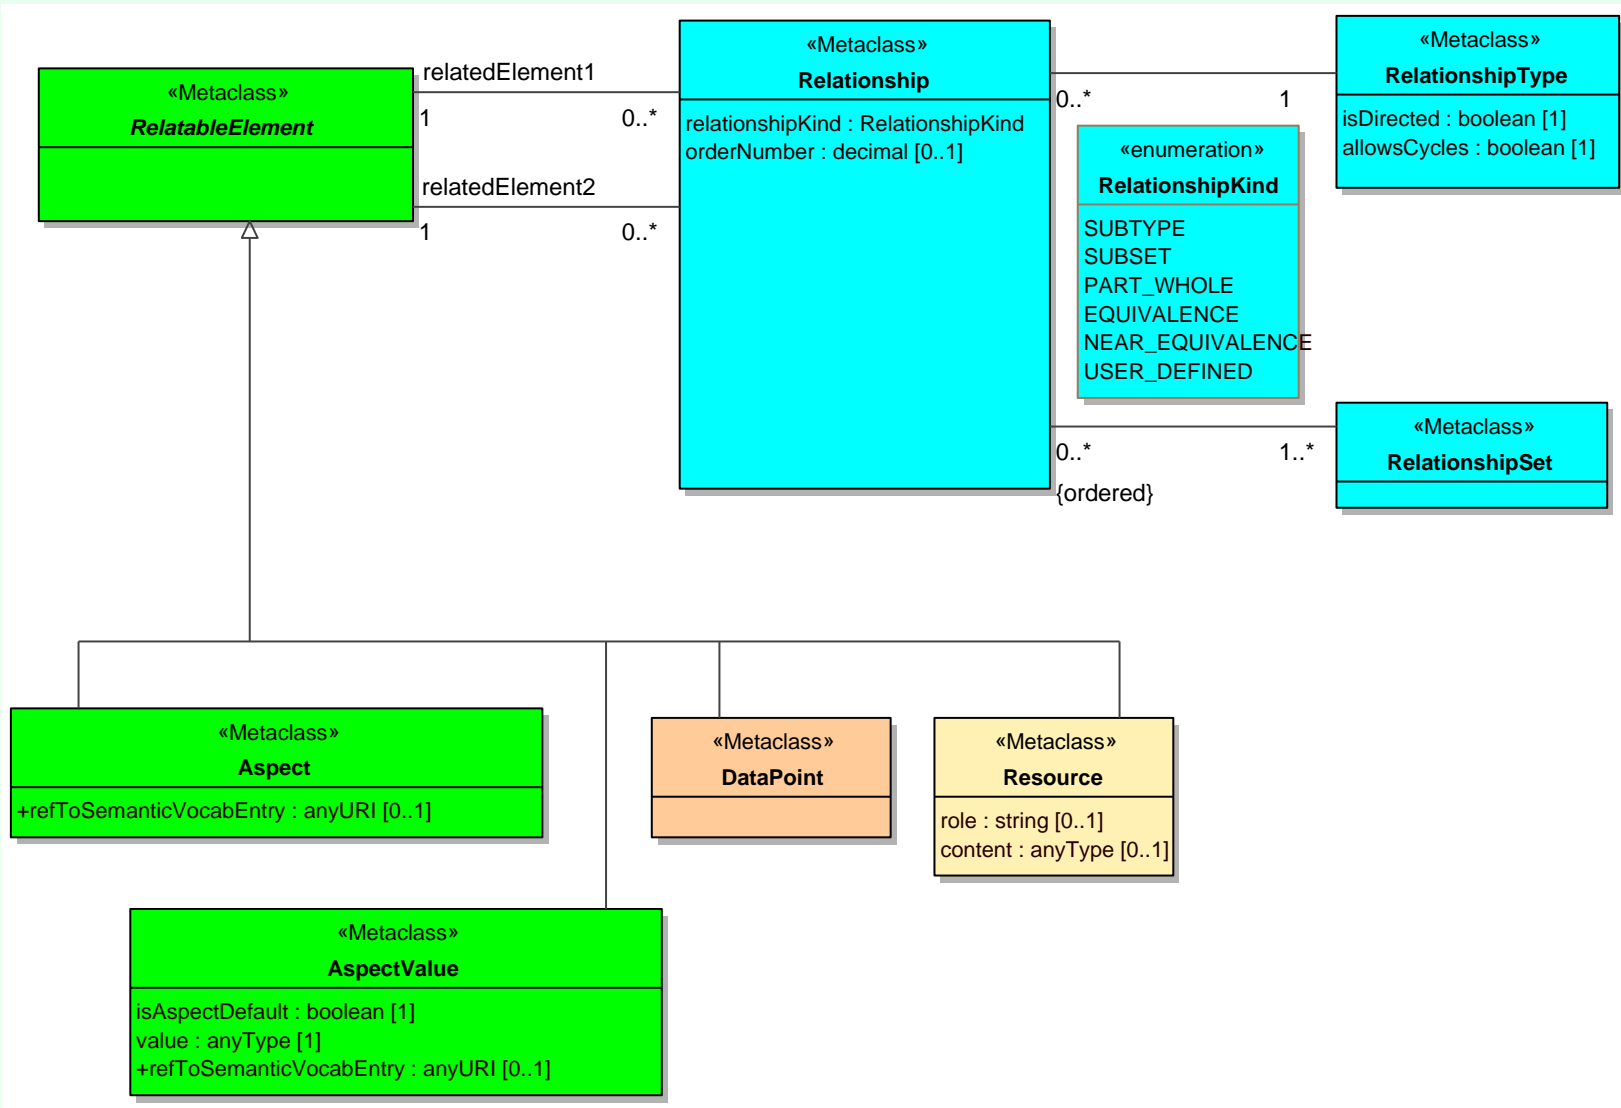 «Metaclass»
RelatableElement
relatedElement1
1
0..*
relatedElement2
1
0..*
«Metaclass»
Relationship
relationshipKind : RelationshipKind
orderNumber : decimal [0..1]
0..*
1
«Metaclass»
RelationshipType
isDirected : boolean [1]
allowsCycles : boolean [1]
«enumeration»
RelationshipKind
SUBTYPE
SUBSET
PART_WHOLE
EQUIVALENCE
NEAR_EQUIVALENCE
USER_DEFINED
0..*
1..*
{ordered}
«Metaclass»
RelationshipSet
«Metaclass»
Aspect
+refToSemanticVocabEntry : anyURI [0..1]
«Metaclass»
DataPoint
«Metaclass»
Resource
role : string [0..1]
content : anyType [0..1]
«Metaclass»
AspectValue
isAspectDefault : boolean [1]
value : anyType [1]
+refToSemanticVocabEntry : anyURI [0..1]